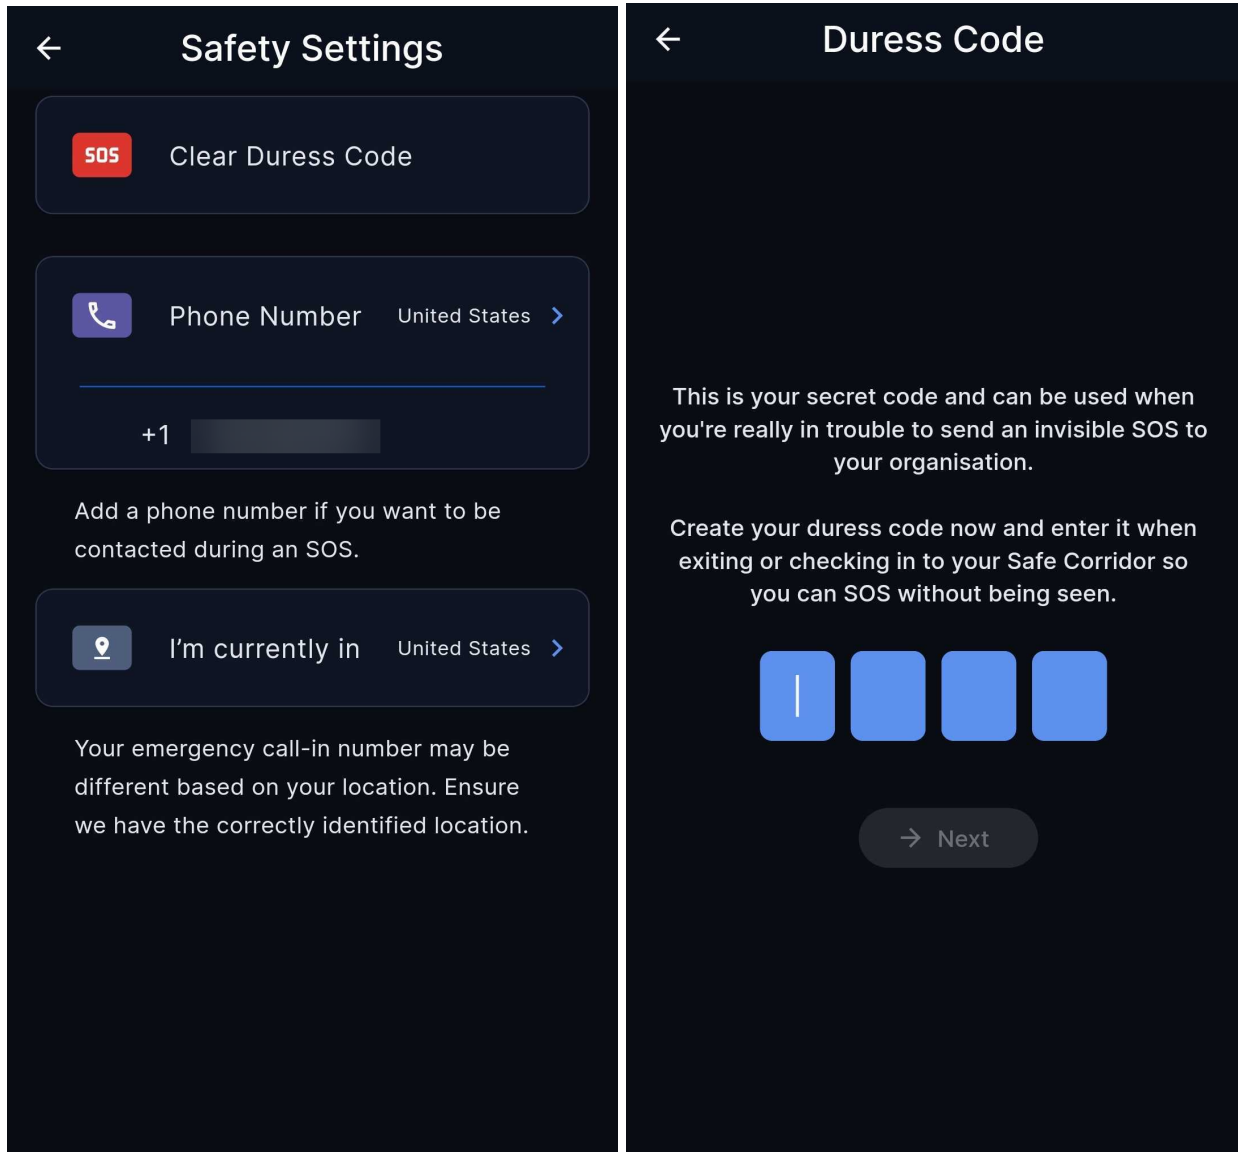 Safety Settings
SOS
Clear Duress Code
Phone Number
United States
+1
Add a phone number if you want to be
contacted during an SOS.
I’m currently in
United States
Your emergency call-in number may be
different based on your location. Ensure
we have the correctly identified location.
Duress Code
This is your secret code and can be used when
you're really in trouble to send an invisible SOS to
your organisation.
Create your duress code now and enter it when
exiting or checking in to your Safe Corridor so
you can SOS without being seen.
Next